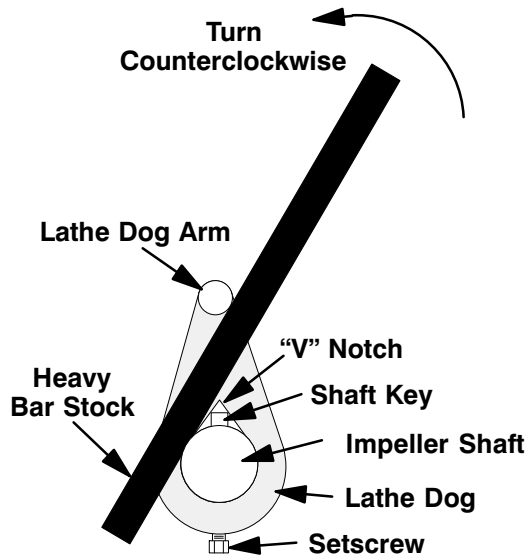 Turn
Counterclockwise
Lathe Dog Arm
“V” Notch
Heavy
Bar Stock
Shaft Key
Impeller Shaft
Lathe Dog
Setscrew